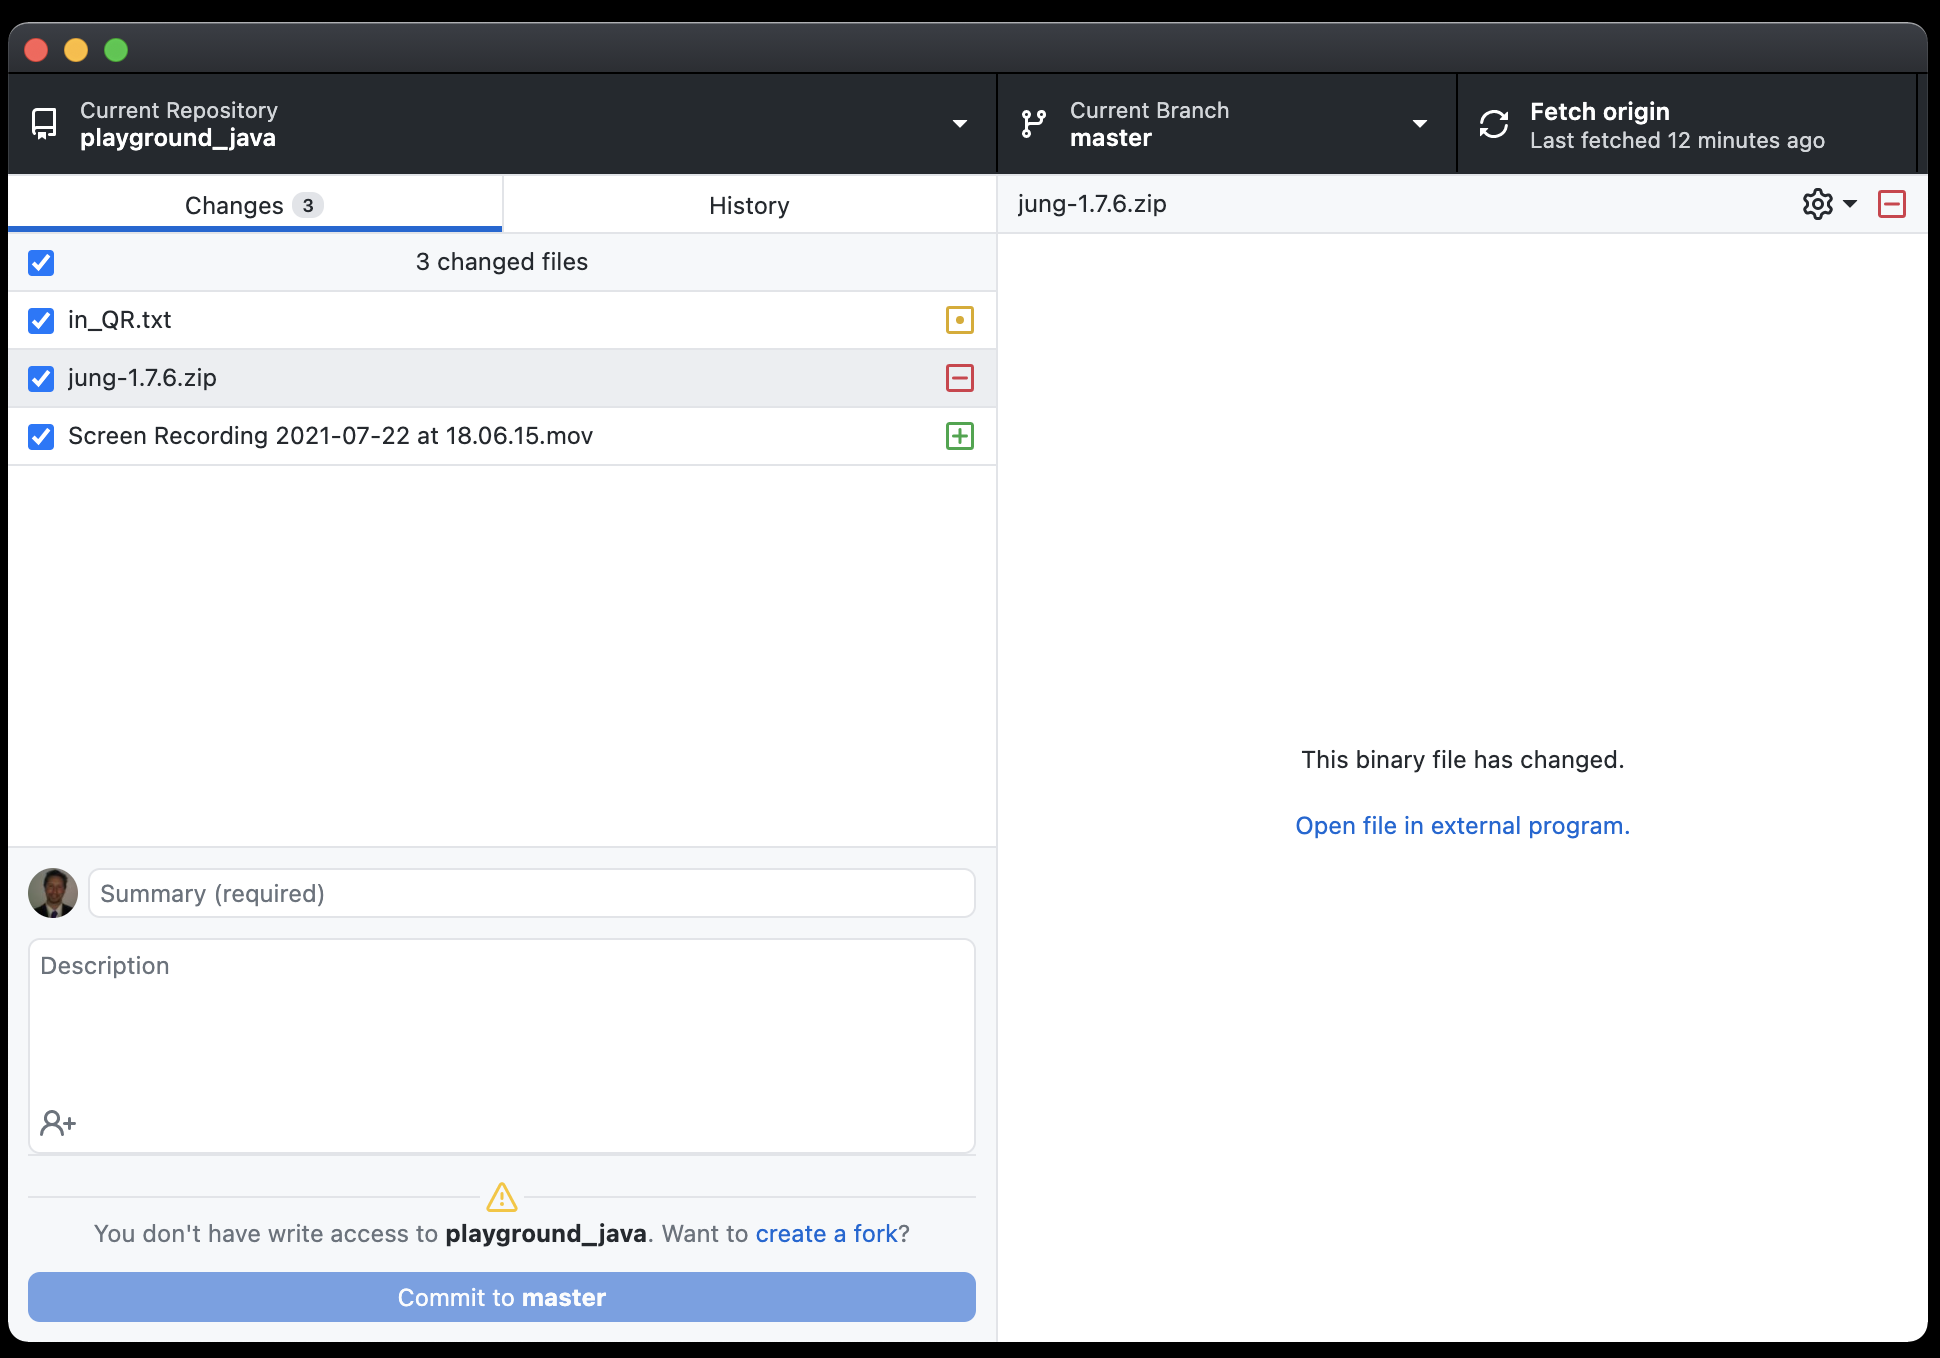 Current Repository
playground_java
Current Branch
master
Fetch origin
Last fetched 12 minutes ago
Changes 3
History
jung-1.7.6.zip
3 changed files
in_QR.txt
jung-1.7.6.zip
Screen Recording 2021-07-22 at 18.06.15.mov
This binary file has changed.
Open file in external program.
Summary (required)
Description
You don't have write access to playground_java. Want to create a fork?
Commit to master